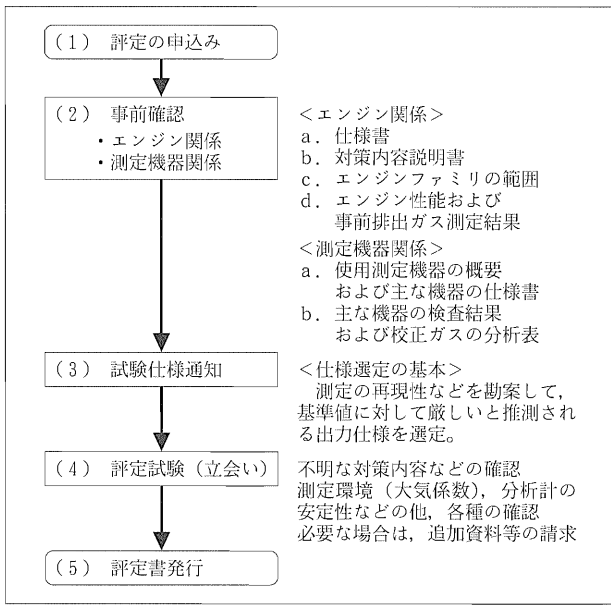 (1) 評定の申込み
(2) 事前確認
・エンジン関係
・測定機器関係
<エンジン関係>
a. 仕様書
b. 対策内容説明書
c. エンジンファミリの範囲
d. エンジン性能および
事前排出ガス測定結果
<測定機器関係>
a. 使用測定機器の概要
および主な機器の仕様書
b. 主な機器の検査結果
および校正ガスの分析表
(3) 試験仕様通知
<仕様選定の基本>
測定の再現性などを勘案して,
基準値に対して厳しいと推測され
る出力仕様を選定。
(4) 評定試験(立会い)
不明な対策内容などの確認
測定環境(大気係数), 分析計の
安定性などの他, 各種の確認
必要な場合は, 追加資料等の請求
(5) 評定書発行